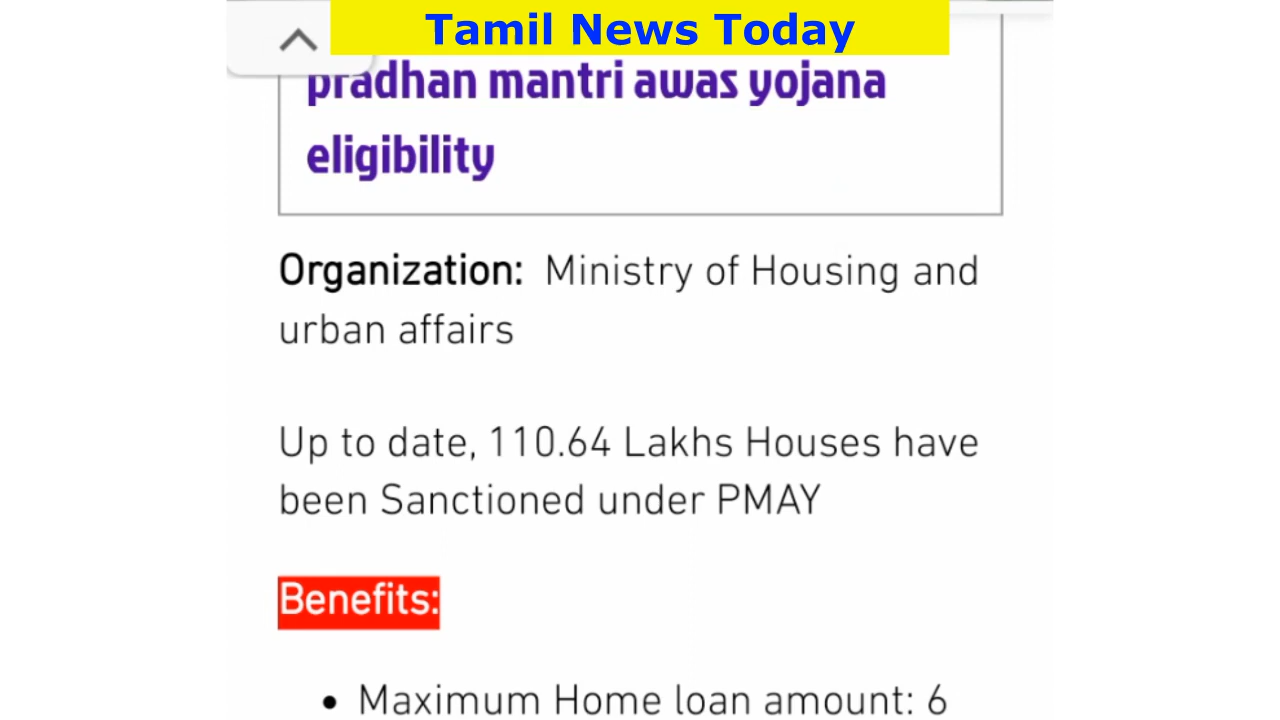 Tamil News Today
pradhan mantri awas yojana
eligibility
Organization: Ministry of Housing and
urban affairs
Up to date, 110.64 Lakhs Houses have
been Sanctioned under PMAY
Benefits:
• Maximum Home loan amount: 6